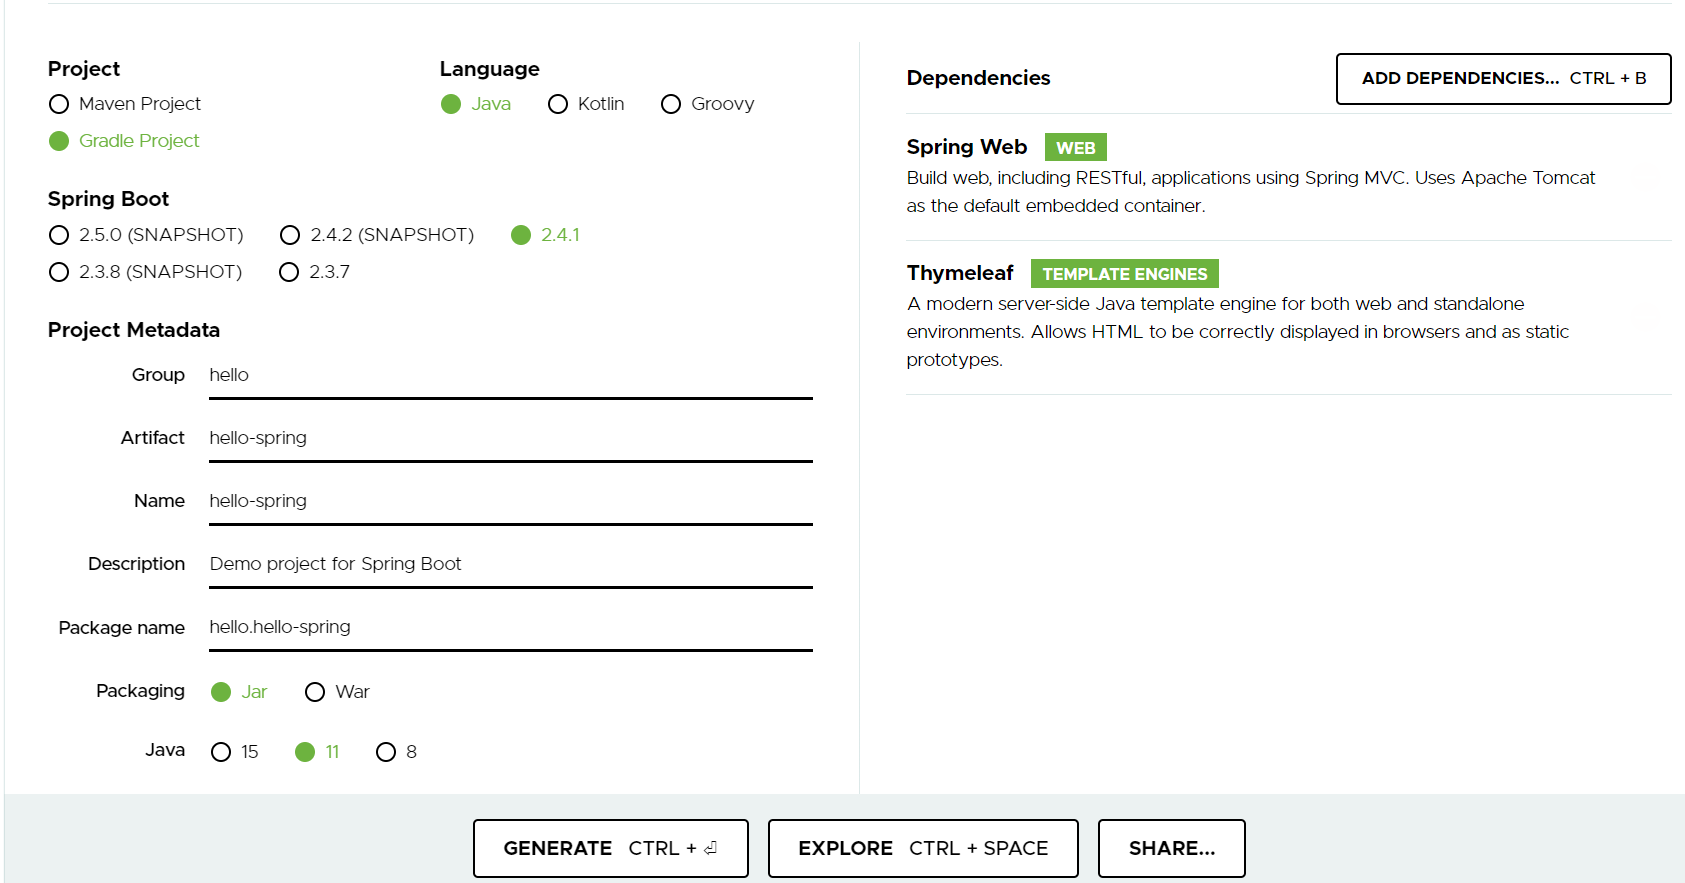 Project
Maven Project
Gradle Project
Language
Java Kotlin Groovy
Spring Boot
2.5.0 (SNAPSHOT) 2.4.2 (SNAPSHOT) 2.4.1
2.3.8 (SNAPSHOT) 2.3.7
Project Metadata
Group hello
Artifact hello-spring
Name hello-spring
Description Demo project for Spring Boot
Package name hello.hello-spring
Packaging Jar War
Java 15 11 8
Dependencies
ADD DEPENDENCIES... CTRL + B
Spring Web WEB
Build web, including RESTful, applications using Spring MVC. Uses Apache Tomcat
as the default embedded container.
Thymeleaf TEMPLATE ENGINES
A modern server-side Java template engine for both web and standalone
environments. Allows HTML to be correctly displayed in browsers and as static
prototypes.
GENERATE CTRL + ⏎
EXPLORE CTRL + SPACE
SHARE...